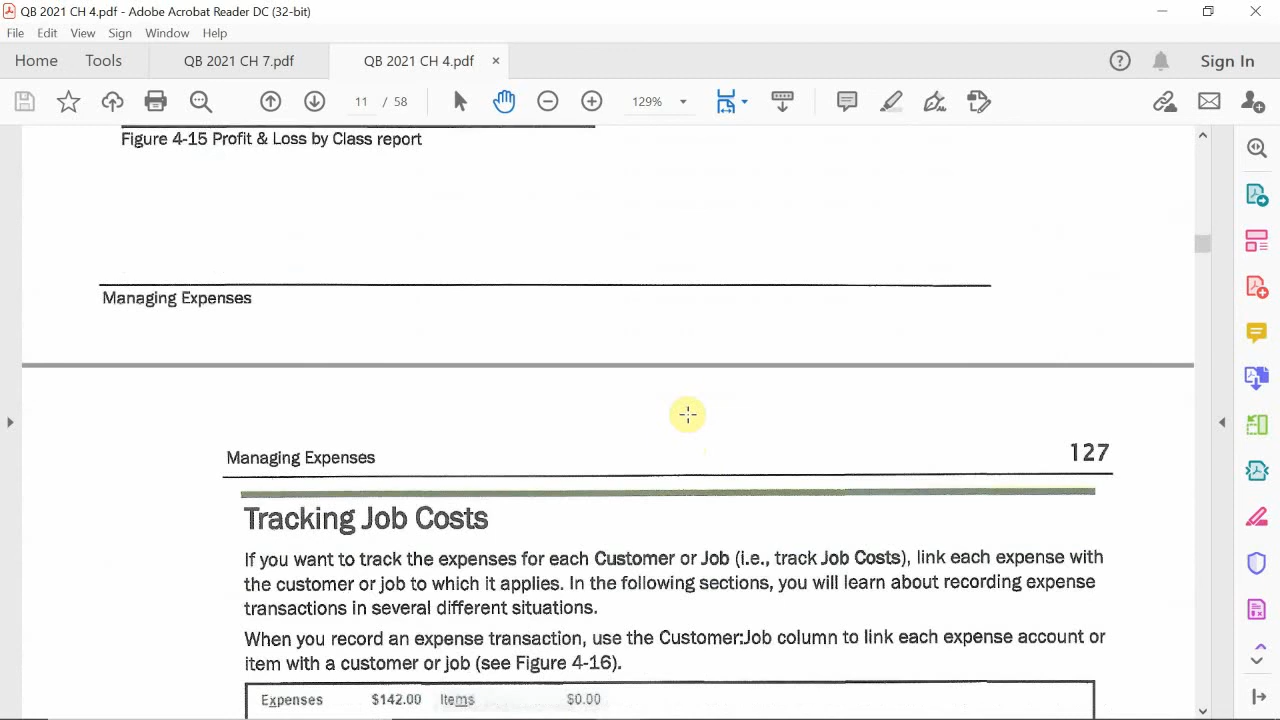 QB 2021 CH 4.pdf - Adobe Acrobat Reader DC (32-bit)
File Edit View Sign Window Help
Home Tools QB 2021 CH 7.pdf QB 2021 CH 4.pdf × Sign In
11 / 58 129%
Figure 4-15 Profit & Loss by Class report
Managing Expenses
Managing Expenses 127
Tracking Job Costs
If you want to track the expenses for each Customer or Job (i.e., track Job Costs), link each expense with
the customer or job to which it applies. In the following sections, you will learn about recording expense
transactions in several different situations.
When you record an expense transaction, use the Customer:Job column to link each expense account or
item with a customer or job (see Figure 4-16).
Expenses $142.00 Items $0.00